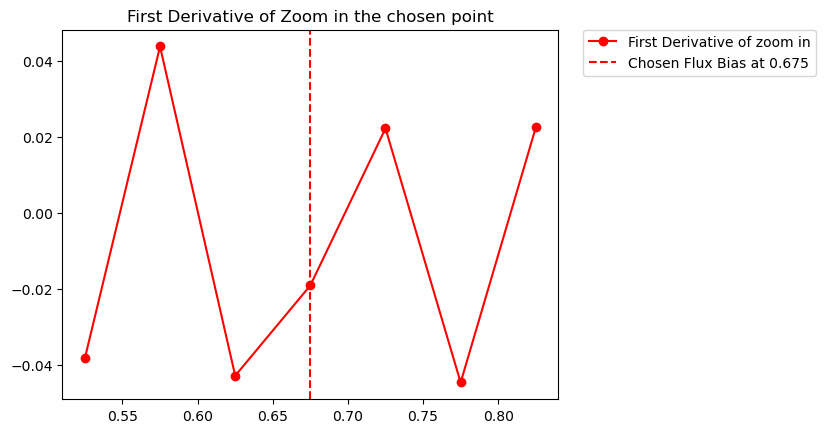 First Derivative of Zoom in the chosen point
First Derivative of zoom in
Chosen Flux Bias at 0.675
0.04
0.02
0.00
−0.02
−0.04
0.55 0.60 0.65 0.70 0.75 0.80